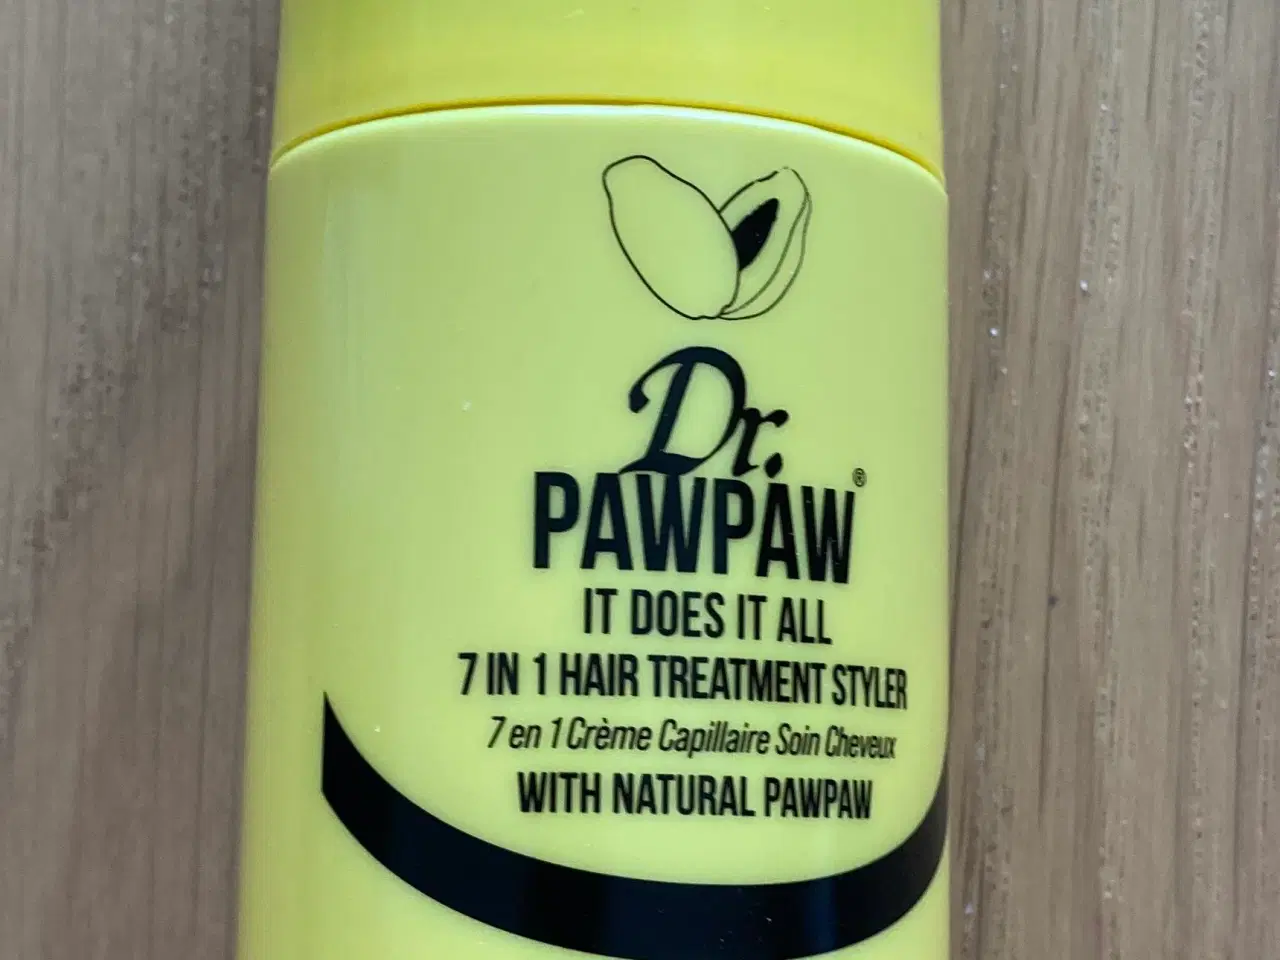 Dr.
PAWPAW®
IT DOES IT ALL
7 IN 1 HAIR TREATMENT STYLER
7 en 1 Crème Capillaire Soin Cheveux
WITH NATURAL PAWPAW